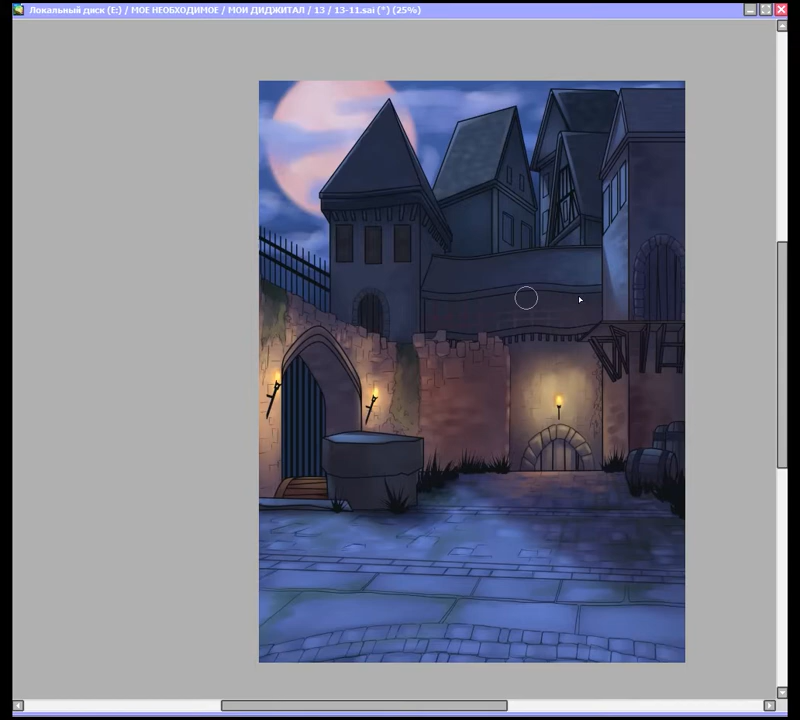 Локальный диск (E:) / МОЕ НЕОБХОДИМОЕ / МОИ ДИДЖИТАЛ / 13 / 13-11.sai (*) (25%)